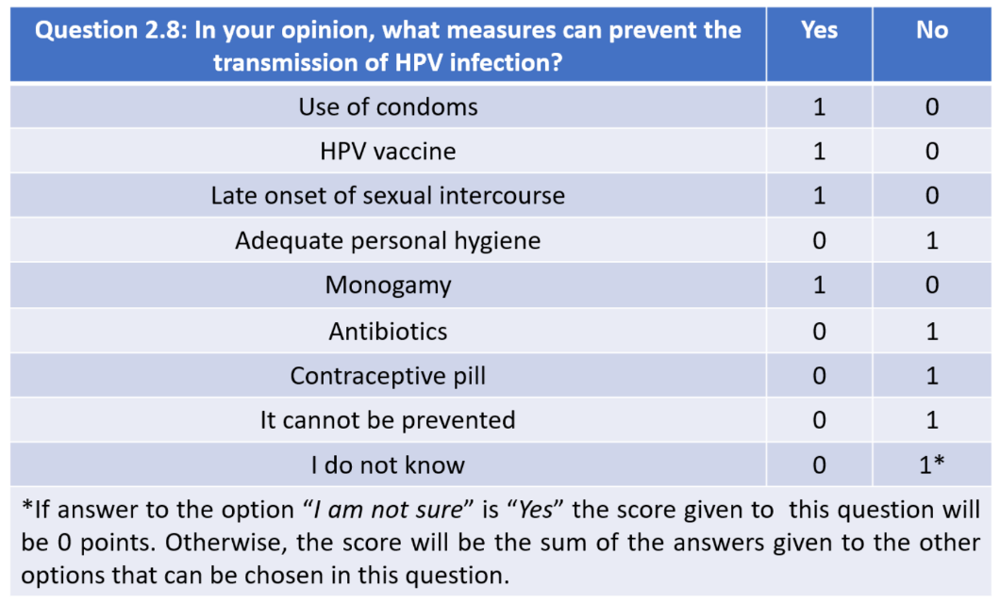 Question 2.8: In your opinion, what measures can prevent the transmission of HPV infection? Yes No
Use of condoms 1 0
HPV vaccine 1 0
Late onset of sexual intercourse 1 0
Adequate personal hygiene 0 1
Monogamy 1 0
Antibiotics 0 1
Contraceptive pill 0 1
It cannot be prevented 0 1
I do not know 0 1*
*If answer to the option “I am not sure” is “Yes” the score given to this question will
be 0 points. Otherwise, the score will be the sum of the answers given to the other
options that can be chosen in this question.